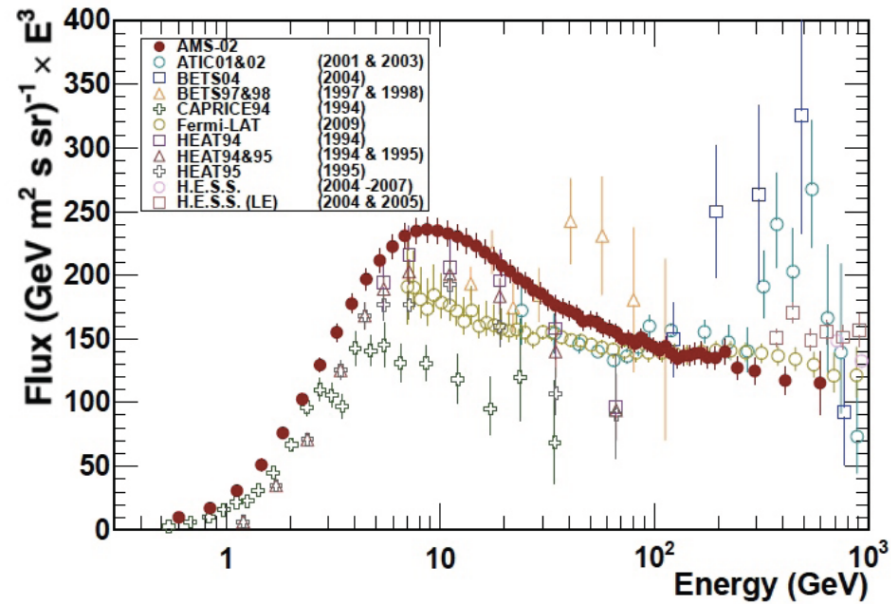 Flux (GeV m² s sr)⁻¹ × E³
400
350
300
250
200
150
100
50
0
AMS-02
ATIC01&02 (2001 & 2003)
BETS04 (2004)
BETS97&98 (1997 & 1998)
CAPRICE94 (1994)
Fermi-LAT (2009)
HEAT94 (1994)
HEAT94&95 (1994 & 1995)
HEAT95 (1995)
H.E.S.S. (2004 -2007)
H.E.S.S. (LE) (2004 & 2005)
1 10 10² 10³
Energy (GeV)